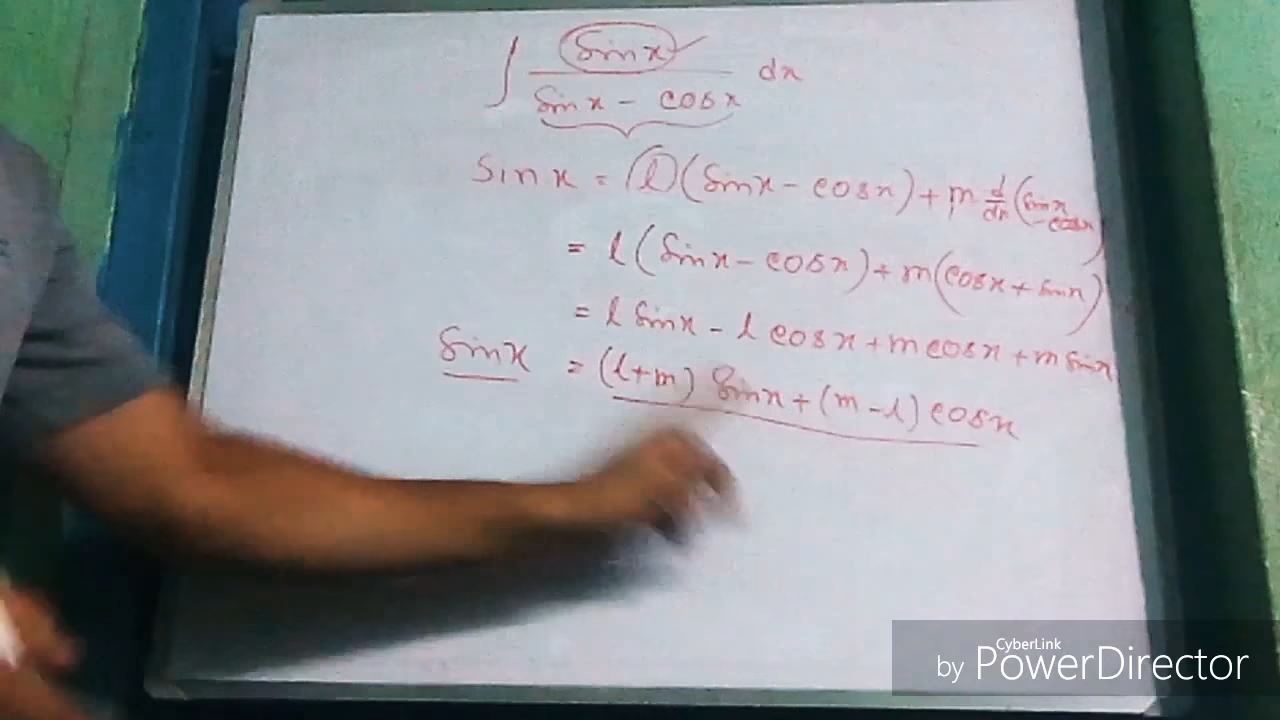 ∫ sinx / (sinx - cosx) dx
sinx = l (sinx - cosx) + m d/dx (sinx - cosx)
= l (sinx - cosx) + m (cosx + sinx)
= l sinx - l cosx + m cosx + m sinx
sinx = (l+m) sinx + (m-l) cosx
CyberLink
by PowerDirector